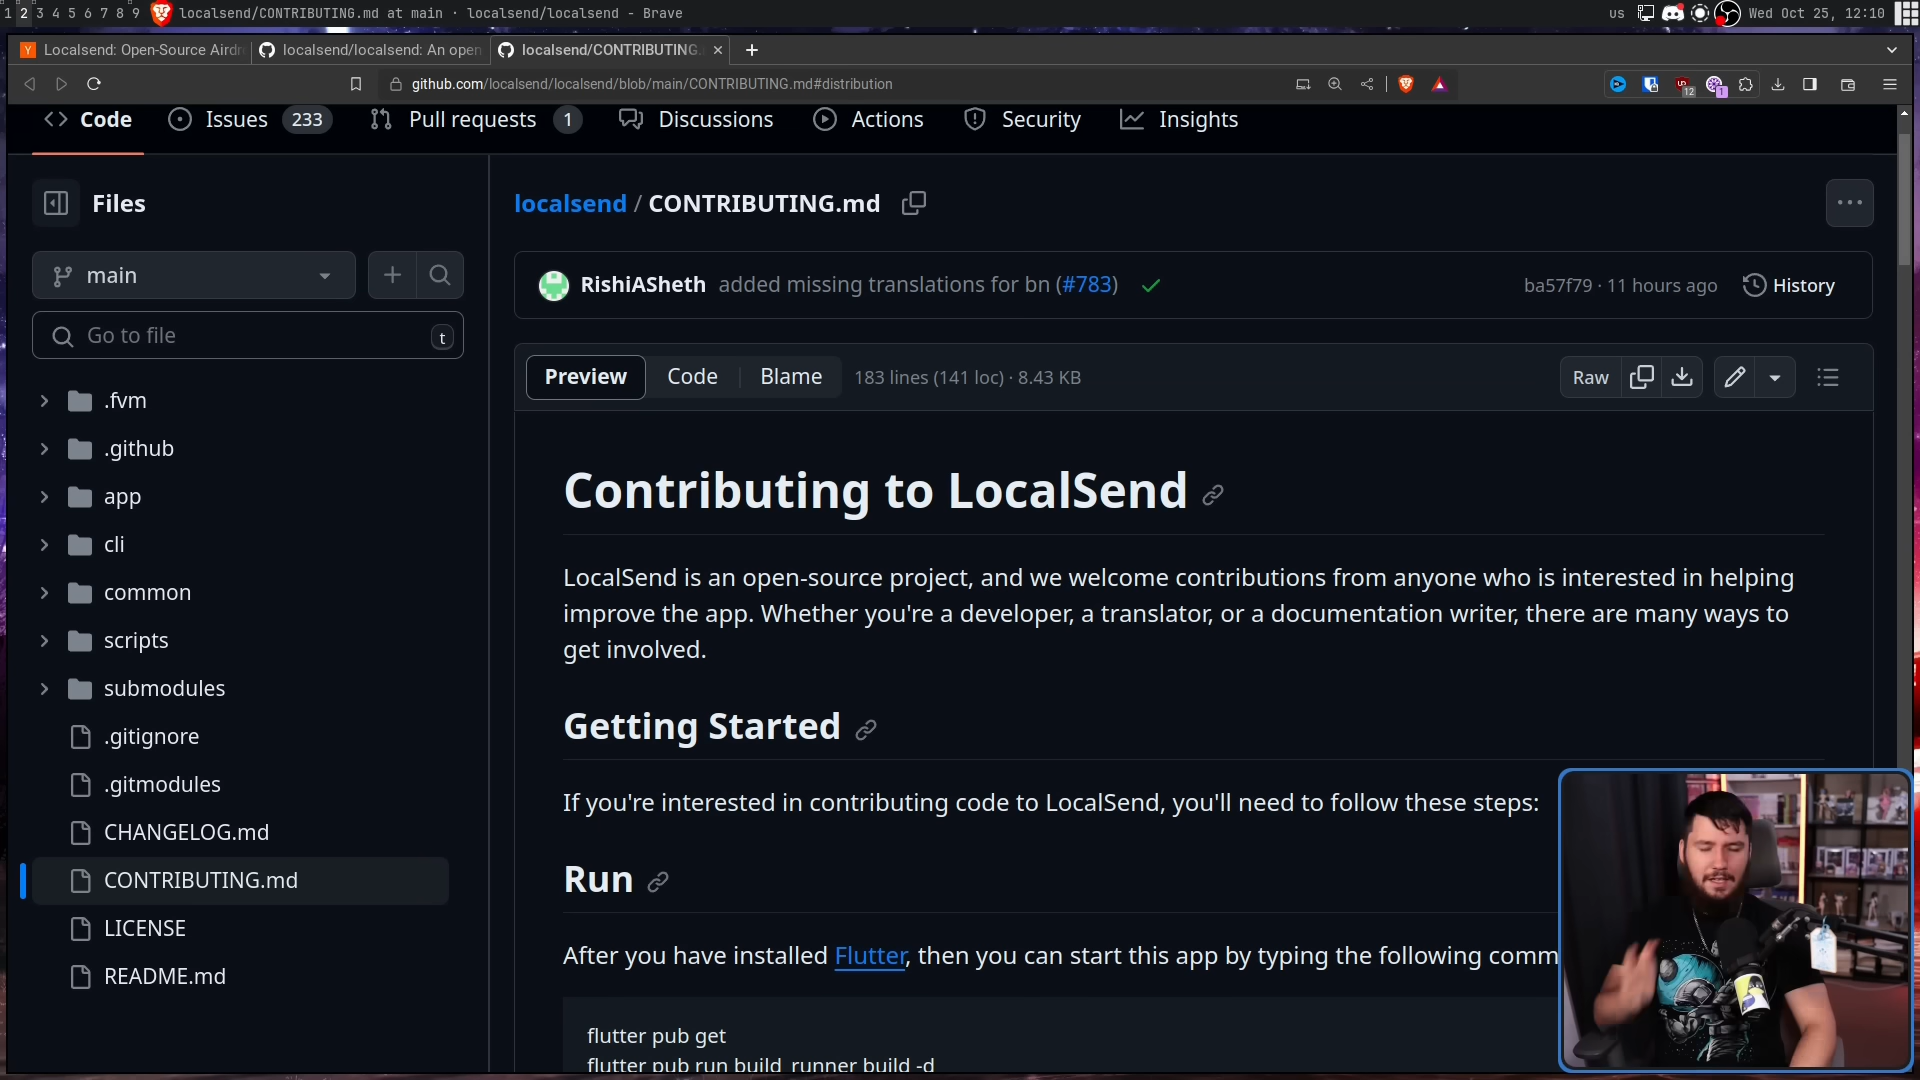 1 2 3 4 5 6 7 8 9 localsend/CONTRIBUTING.md at main · localsend/localsend - Brave us Wed Oct 25, 12:10
Localsend: Open-Source Airdr localsend/localsend: An open localsend/CONTRIBUTING.
github.com/localsend/localsend/blob/main/CONTRIBUTING.md#distribution 12 1
Code Issues 233 Pull requests 1 Discussions Actions Security Insights
Files
localsend / CONTRIBUTING.md
main
RishiASheth added missing translations for bn (#783) ba57f79 · 11 hours ago History
Go to file t
Preview Code Blame 183 lines (141 loc) · 8.43 KB Raw
.fvm
.github
app
cli
common
scripts
submodules
.gitignore
.gitmodules
CHANGELOG.md
CONTRIBUTING.md
LICENSE
README.md
Contributing to LocalSend
LocalSend is an open-source project, and we welcome contributions from anyone who is interested in helping
improve the app. Whether you're a developer, a translator, or a documentation writer, there are many ways to
get involved.
Getting Started
If you're interested in contributing code to LocalSend, you'll need to follow these steps:
Run
After you have installed Flutter, then you can start this app by typing the following comm
flutter pub get
flutter pub run build_runner build -d